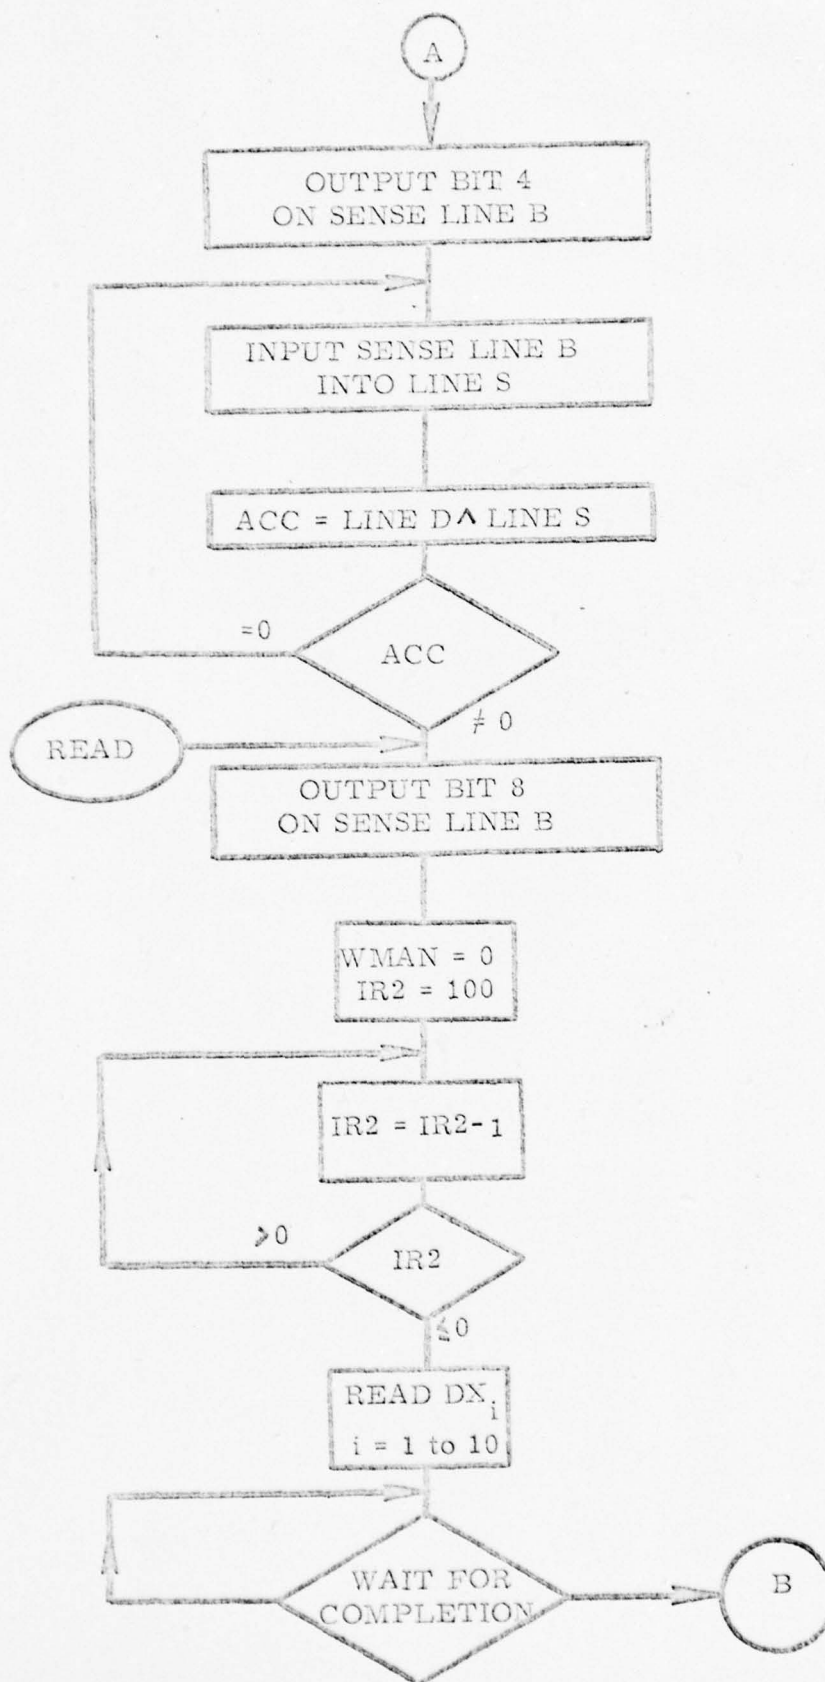 A
OUTPUT BIT 4
ON SENSE LINE B
INPUT SENSE LINE B
INTO LINE S
ACC = LINE D∧ LINE S
=0
ACC
≠ 0
READ
OUTPUT BIT 8
ON SENSE LINE B
WMAN = 0
IR2 = 100
IR2 = IR2-1
>0
IR2
≤0
READ DXi
i = 1 to 10
WAIT FOR
COMPLETION
B